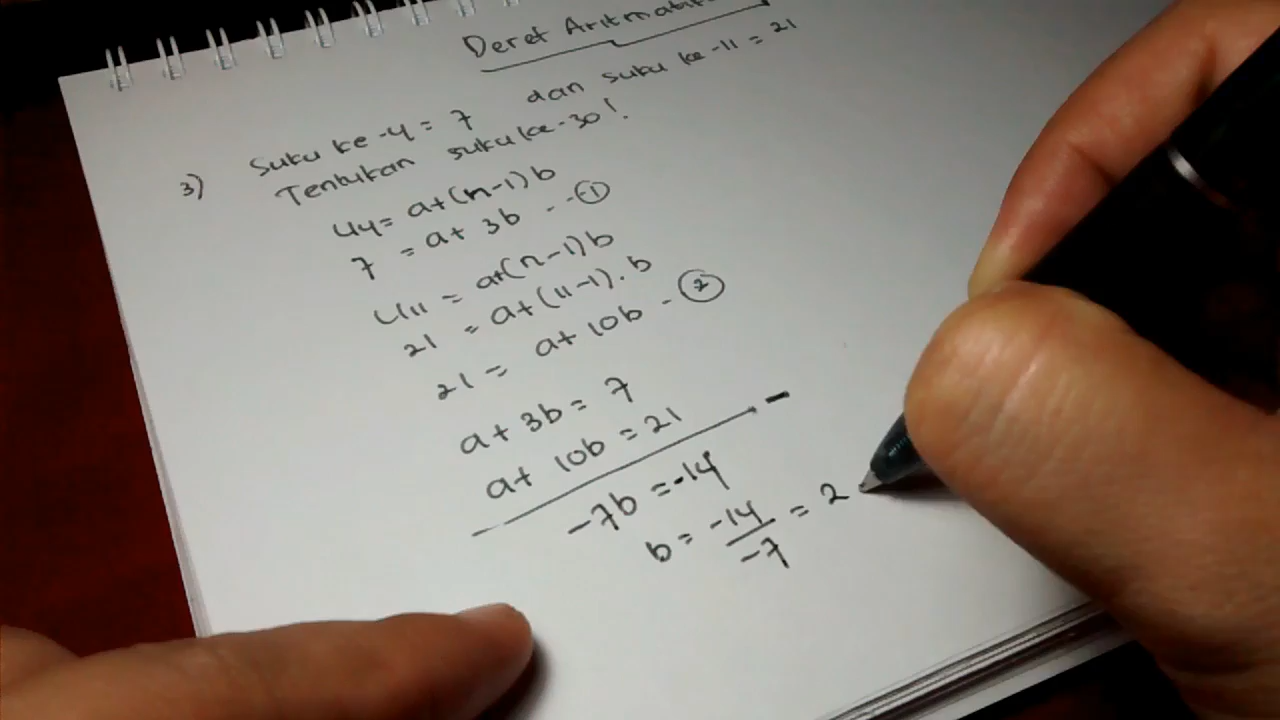 Deret Aritmatika
3) Suku ke-4 = 7 dan suku ke-11 = 21
Tentukan suku ke-30!
U4 = a+(n-1)b
7 = a+ 3b - - - ①
U11 = a+(n-1)b
21 = a+(11-1).b
21 = a+ 10b - ②
a+ 3b = 7
a+ 10b = 21
-
-7b = -14
b = -14/-7 = 2